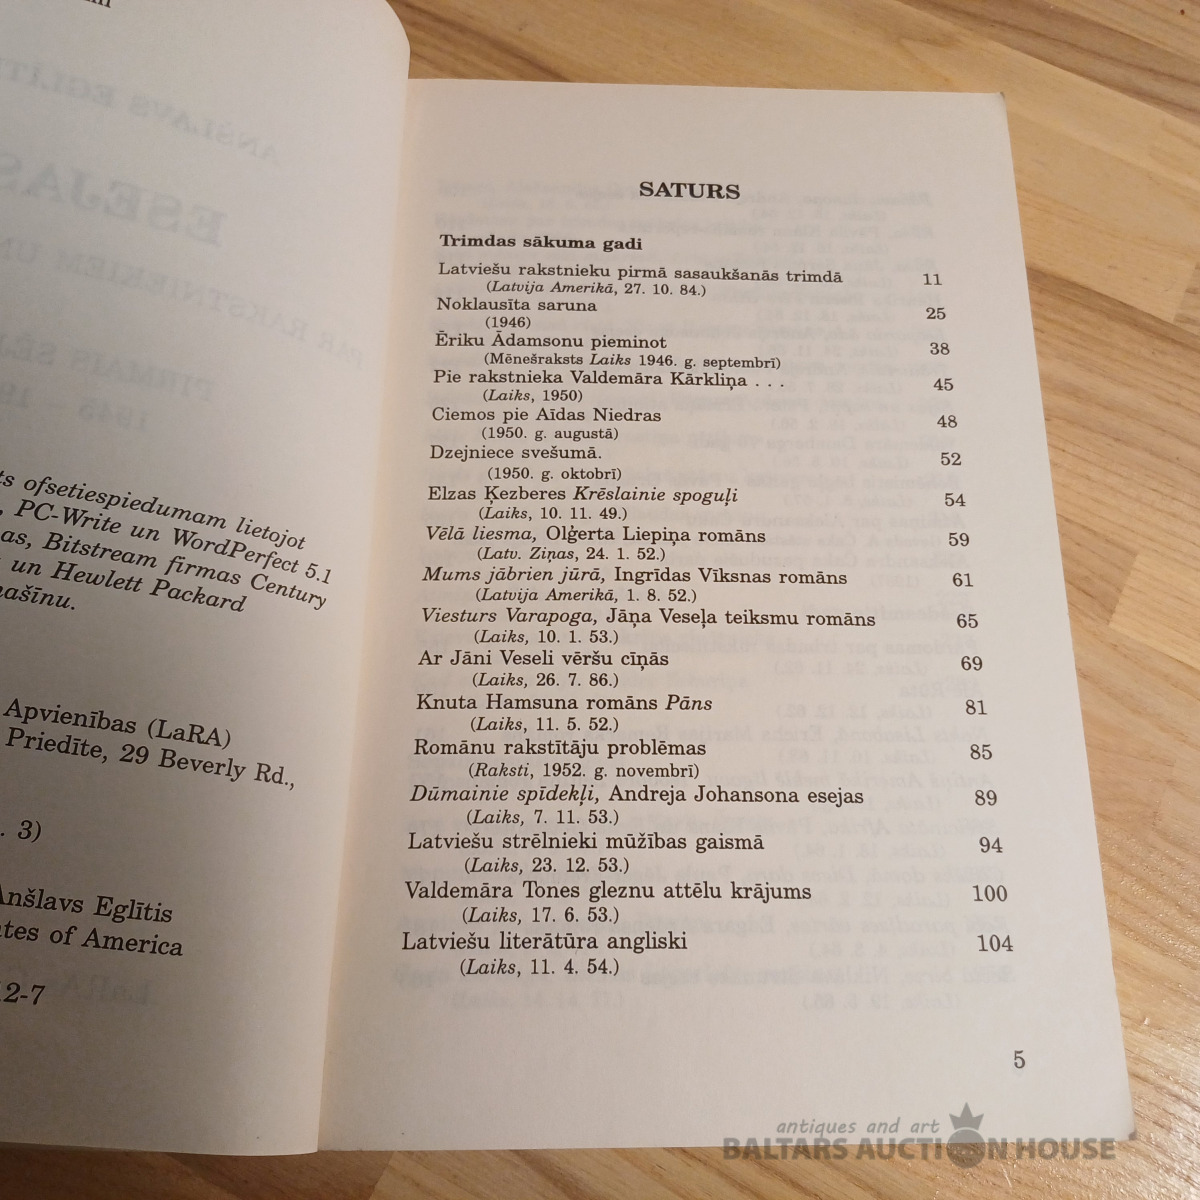 ts ofsetiespiedumam lietojot
, PC-Write un WordPerfect 5.1
as, Bitstream firmas Century
un Hewlett Packard
našīnu.
Apvienības (LaRA)
Priedīte, 29 Beverly Rd.,
. 3)
Anšlavs Eglītis
tes of America
12-7
SATURS
Trimdas sākuma gadi
Latviešu rakstnieku pirmā sasaukšanās trimdā 11
(Latvija Amerikā, 27. 10. 84.)
Noklausīta saruna 25
(1946)
Ēriku Ādamsonu pieminot 38
(Mēnešraksts Laiks 1946. g. septembrī)
Pie rakstnieka Valdemāra Kārkliņa . . . 45
(Laiks, 1950)
Ciemos pie Aīdas Niedras 48
(1950. g. augustā)
Dzejniece svešumā. 52
(1950. g. oktobrī)
Elzas Ķezberes Krēslainie spoguļi 54
(Laiks, 10. 11. 49.)
Vēlā liesma, Oļģerta Liepiņa romāns 59
(Latv. Ziņas, 24. 1. 52.)
Mums jābrien jūrā, Ingrīdas Vīksnas romāns 61
(Latvija Amerikā, 1. 8. 52.)
Viesturs Varapoga, Jāņa Veseļa teiksmu romāns 65
(Laiks, 10. 1. 53.)
Ar Jāni Veseli vēršu cīņās 69
(Laiks, 26. 7. 86.)
Knuta Hamsuna romāns Pāns 81
(Laiks, 11. 5. 52.)
Romānu rakstītāju problēmas 85
(Raksti, 1952. g. novembrī)
Dūmainie spīdekļi, Andreja Johansona esejas 89
(Laiks, 7. 11. 53.)
Latviešu strēlnieki mūžības gaismā 94
(Laiks, 23. 12. 53.)
Valdemāra Tones gleznu attēlu krājums 100
(Laiks, 17. 6. 53.)
Latviešu literātūra angliski 104
(Laiks, 11. 4. 54.)
5
antiques and art
BALTARS AUCTION HOUSE